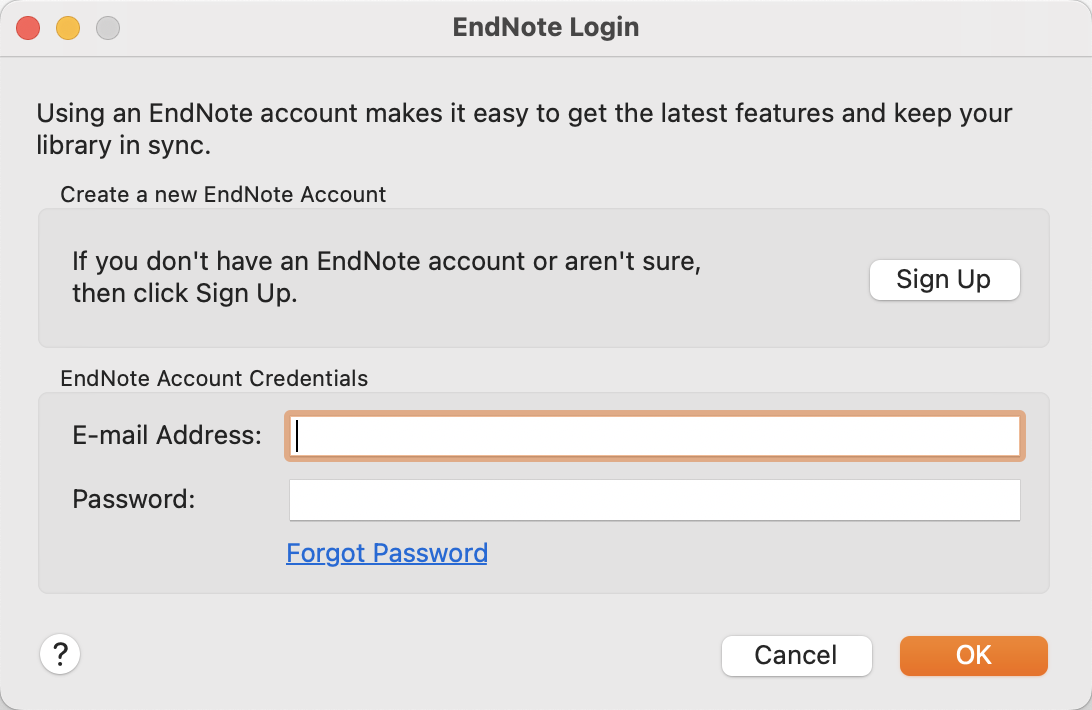 EndNote Login
Using an EndNote account makes it easy to get the latest features and keep your
library in sync.
Create a new EndNote Account
If you don't have an EndNote account or aren't sure,
then click Sign Up.
Sign Up
EndNote Account Credentials
E-mail Address:
Password:
Forgot Password
?
Cancel
OK